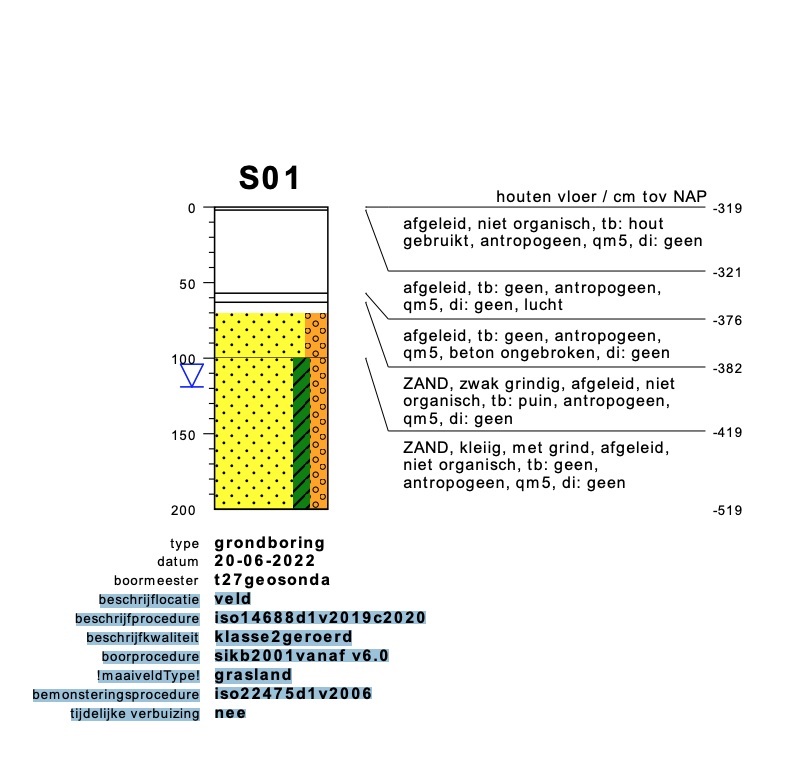 S01
houten vloer / cm tov NAP
0
-319
afgeleid, niet organisch, tb: hout
gebruikt, antropogeen, qm5, di: geen
-321
50
afgeleid, tb: geen, antropogeen,
qm5, di: geen, lucht
-376
afgeleid, tb: geen, antropogeen,
qm5, beton ongebroken, di: geen
100
-382
ZAND, zwak grindig, afgeleid, niet
organisch, tb: puin, antropogeen,
qm5, di: geen
150
-419
ZAND, kleiig, met grind, afgeleid,
niet organisch, tb: geen,
antropogeen, qm5, di: geen
200
-519
type grondboring
datum 20-06-2022
boormeester t27geosonda
beschrijflocatie veld
beschrijfprocedure iso14688d1v2019c2020
beschrijfkwaliteit klasse2geroerd
boorprocedure sikb2001vanaf v6.0
!maaiveldType! grasland
bemonsteringsprocedure iso22475d1v2006
tijdelijke verbuizing nee